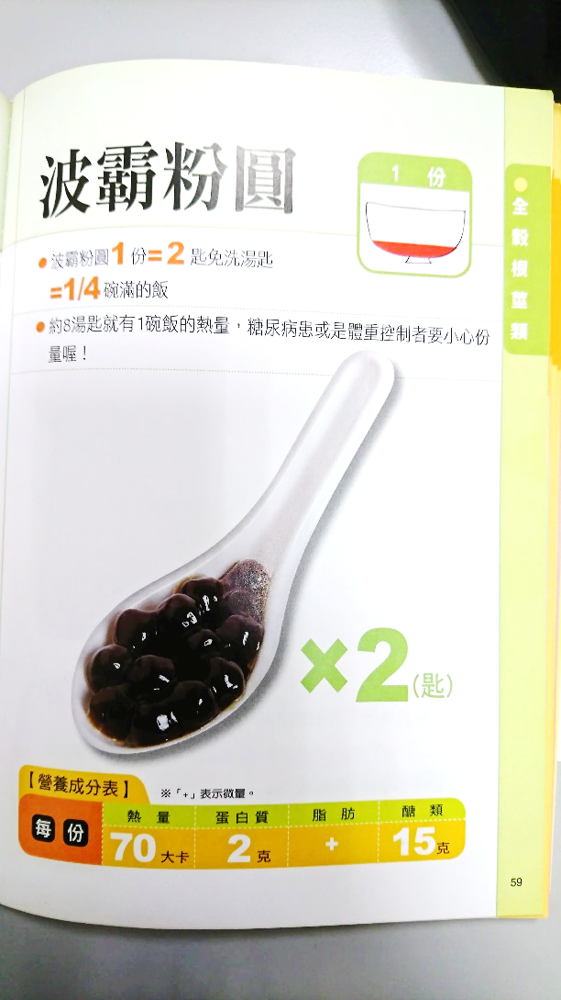 波霸粉圓
1 份
全穀根莖類
●波霸粉圓1份=2 匙免洗湯匙
=1/4 碗滿的飯
●約8湯匙就有1碗飯的熱量，糖尿病患或是體重控制者要小心份
量喔！
×2(匙)
【營養成分表】
※「+」表示微量。
熱量 蛋白質 脂肪 醣類
每份 70大卡 2克 + 15克
59